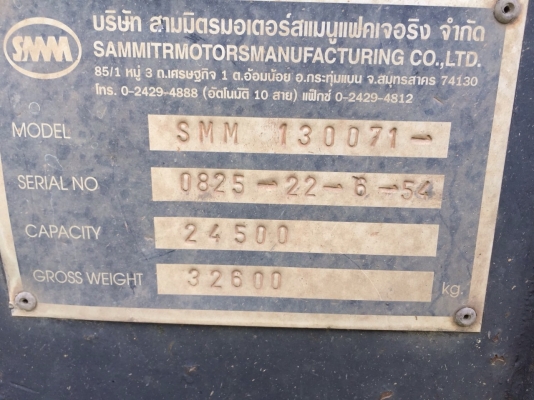 SMM
บริษัท สามมิตรมอเตอร์สแมนูแฟคเจอริง จำกัด
SAMMITRMOTORSMANUFACTURING CO.,LTD.
85/1 หมู่ 3 ถ.เศรษฐกิจ 1 ต.อ้อมน้อย อ.กระทุ่มแบน จ.สมุทรสาคร 74130
โทร. 0-2429-4888 (อัตโนมัติ 10 สาย) แฟ็กซ์ 0-2429-4812
MODEL SMM 130071-
SERIAL NO 0825-22-6-54
CAPACITY 24500
GROSS WEIGHT 32600 kg.